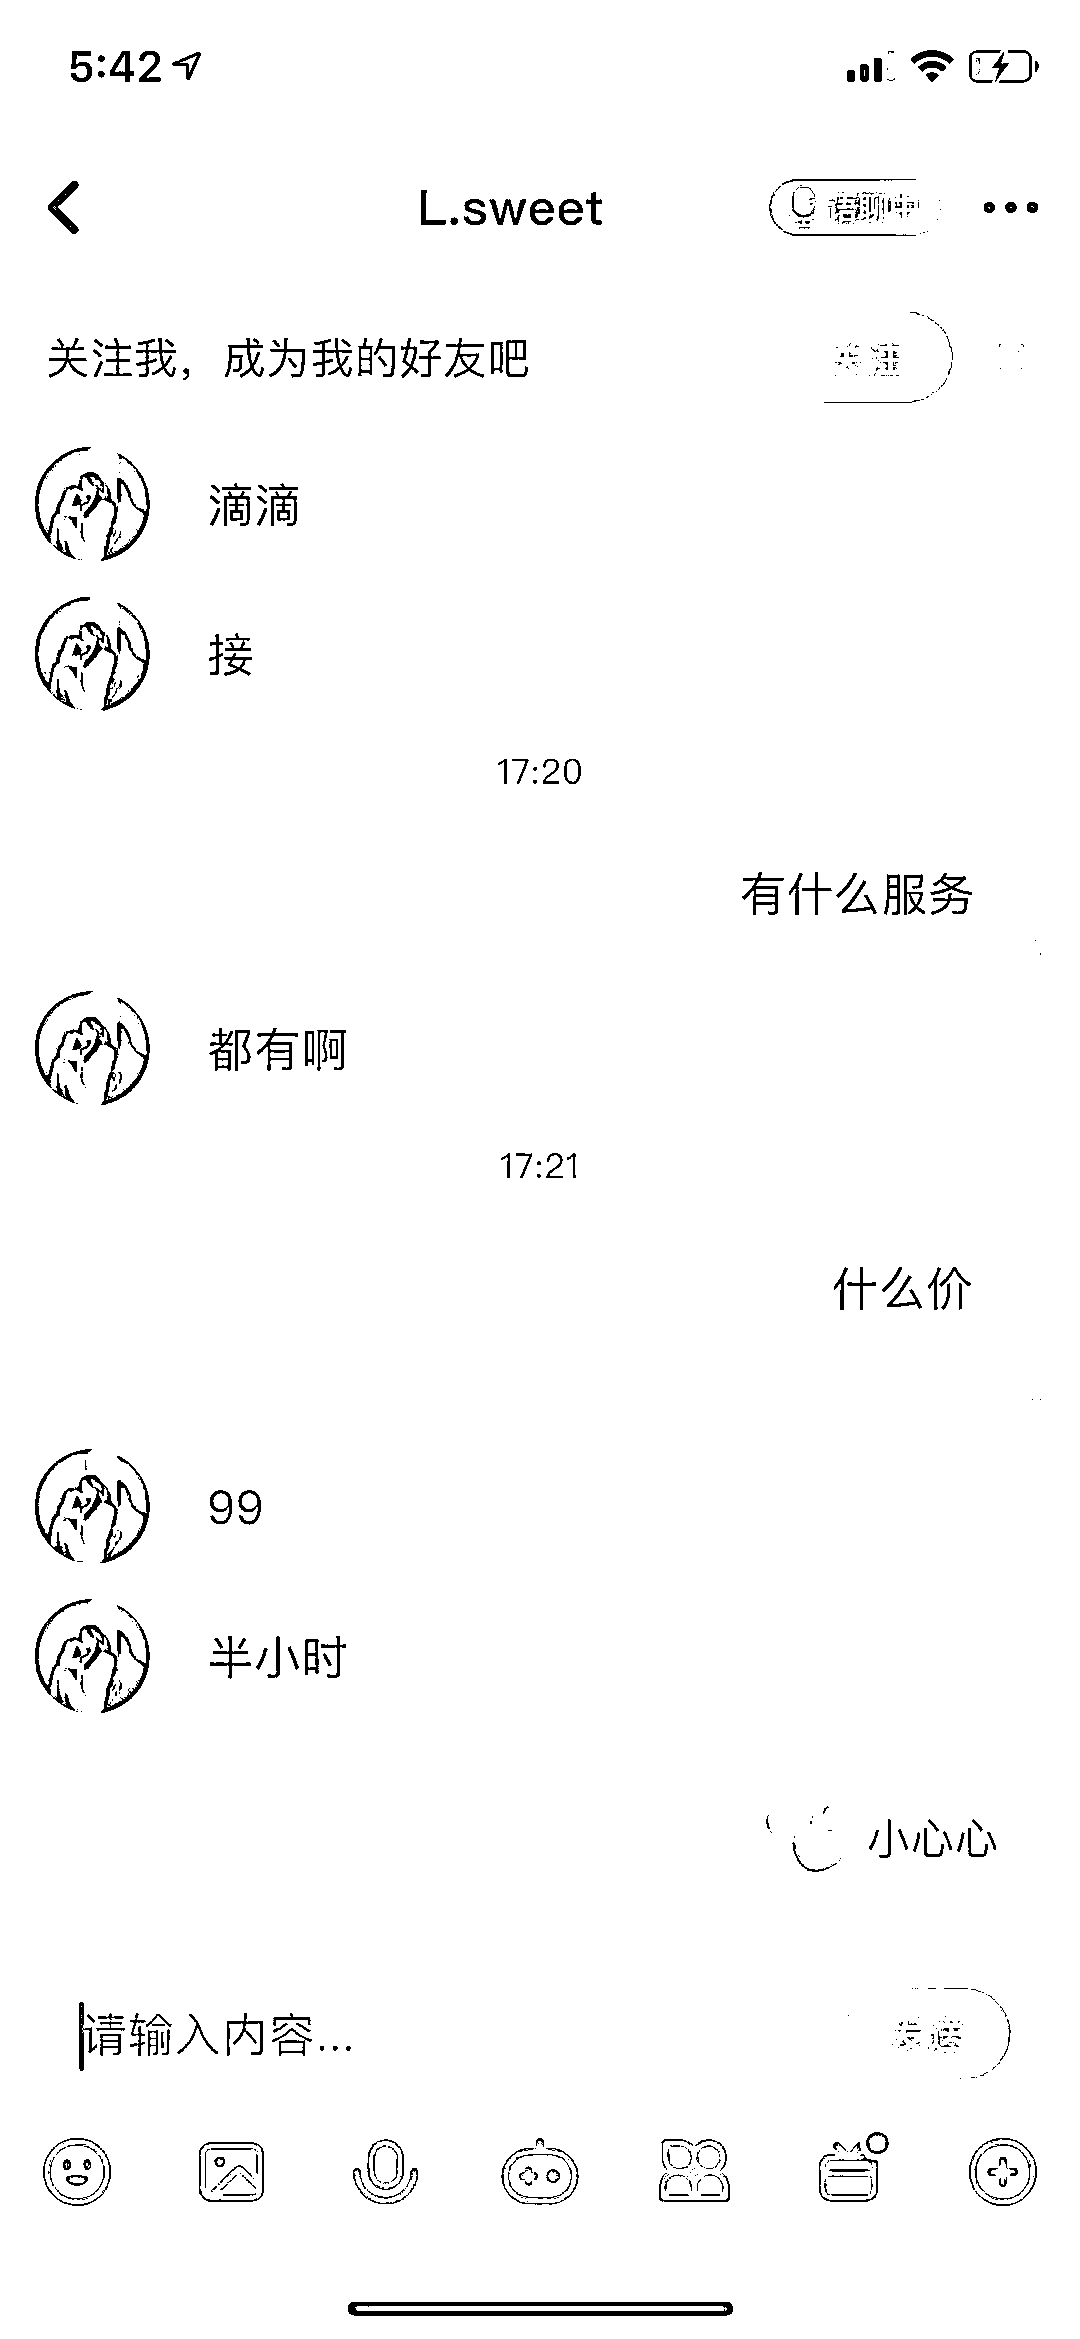 5:42
L.sweet
语聊中
关注我，成为我的好友吧
关注
滴滴
接
17:20
有什么服务
都有啊
17:21
什么价
99
半小时
小心心
请输入内容...
发送